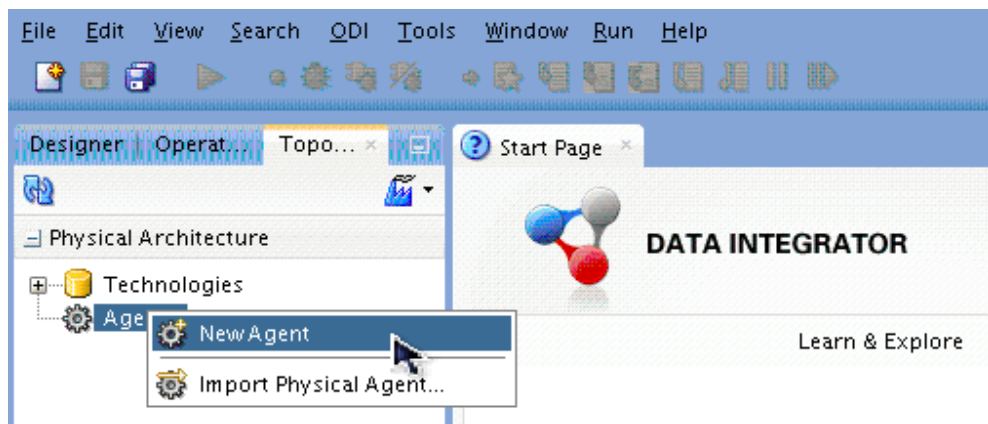 File Edit View Search ODI Tools Window Run Help
Designer Operat... Topo...
Start Page
Physical Architecture
DATA INTEGRATOR
Technologies
Age
New Agent
Learn & Explore
Import Physical Agent...